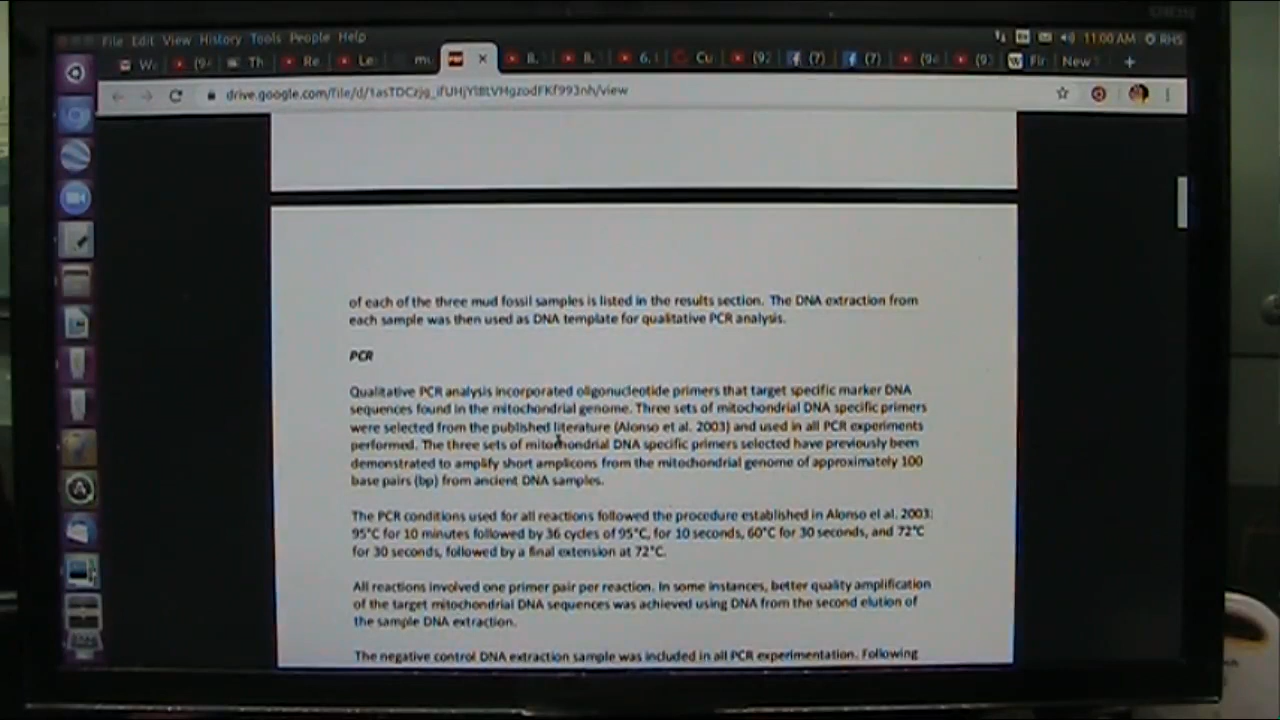 File Edit View History Tools People Help
11:00 AM RHS
Th Re Le (7) (7) New
drive.google.com/file/d/
of each of the three mud fossil samples is listed in the results section. The DNA extraction from
each sample was then used as DNA template for qualitative PCR analysis.
PCR
Qualitative PCR analysis incorporated oligonucleotide primers that target specific marker DNA
sequences found in the mitochondrial genome. Three sets of mitochondrial DNA specific primers
were selected from the published literature (Alonso et al. 2003) and used in all PCR experiments
performed. The three sets of mitochondrial DNA specific primers selected have previously been
demonstrated to amplify short amplicons from the mitochondrial genome of approximately 100
base pairs (bp) from ancient DNA samples.
The PCR conditions used for all reactions followed the procedure established in Alonso el al. 2003:
95°C for 10 minutes followed by 36 cycles of 95°C, for 10 seconds, 60°C for 30 seconds, and 72°C
for 30 seconds, followed by a final extension at 72°C.
All reactions involved one primer pair per reaction. In some instances, better quality amplification
of the target mitochondrial DNA sequences was achieved using DNA from the second elution of
the sample DNA extraction.
The negative control DNA extraction sample was included in all PCR experimentation. Following